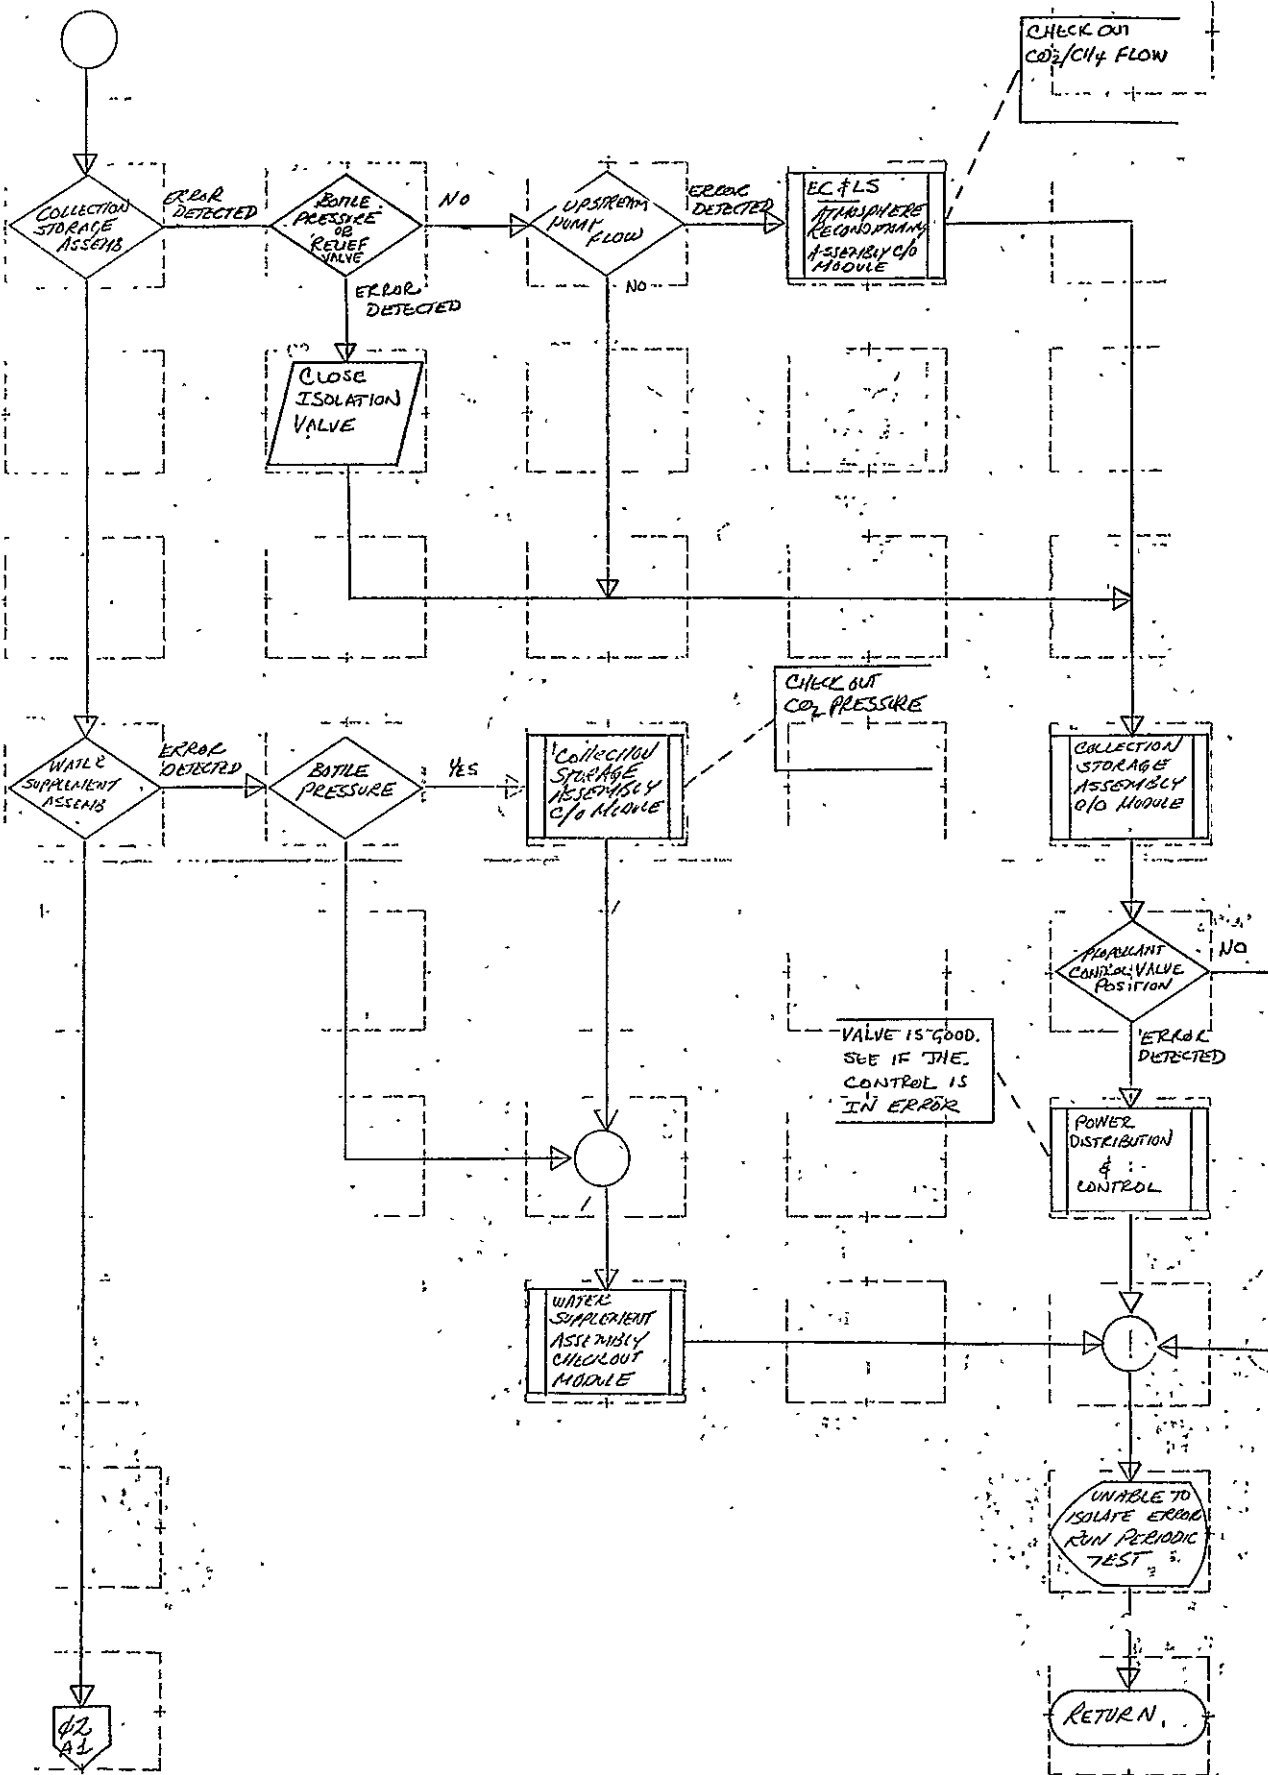 CHECK OUT
CO2/CH4 FLOW
COLLECTION
STORAGE
ASSEMB
ERROR
DETECTED
BOTTLE
PRESSURE
OR
RELIEF
VALVE
NO
UPSTREAM
PUMP
FLOW
ERROR
DETECTED
EC & LS
ATMOSPHERE
ASSEMBLY C/O
MODULE
ERROR
DETECTED
NO
CLOSE
ISOLATION
VALVE
CHECK OUT
CO2 PRESSURE
WATER
SUPPLEMENT
ASSEMB
ERROR
DETECTED
BOTTLE
PRESSURE
YES
COLLECTION
STORAGE
ASSEMBLY
C/O MODULE
COLLECTION
STORAGE
ASSEMBLY
C/O MODULE
PROPELLANT
CONTROL VALVE
POSITION
NO
VALVE IS GOOD.
SEE IF THE
CONTROL IS
IN ERROR
ERROR
DETECTED
POWER
DISTRIBUTION
&
CONTROL
WATER
SUPPLEMENT
ASSEMBLY
CHECKOUT
MODULE
UNABLE TO
ISOLATE ERROR
RUN PERIODIC
TEST
A1
RETURN